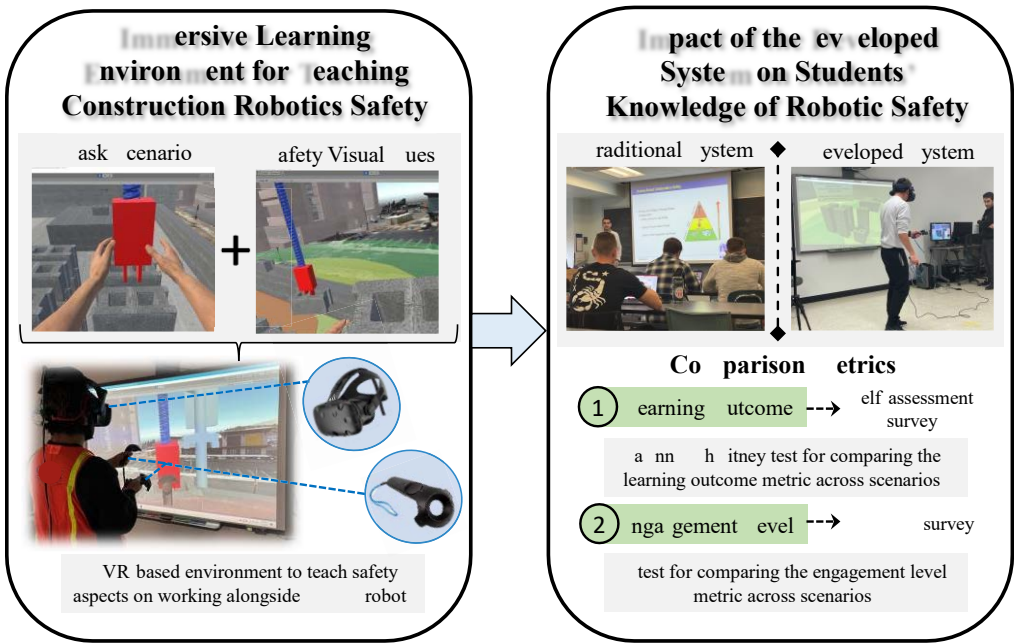 ersive Learning
nviron ent for eaching
Construction Robotics Safety
ask cenario
afety Visual ues
VR based environment to teach safety
aspects on working alongside robot
pact of the ev eloped
Syste on Students
Knowledge of Robotic Safety
raditional ystem
eveloped ystem
Co parison etrics
1 earning utcome
elf assessment
survey
a nn h itney test for comparing the
learning outcome metric across scenarios
2 nga gement evel
survey
test for comparing the engagement level
metric across scenarios